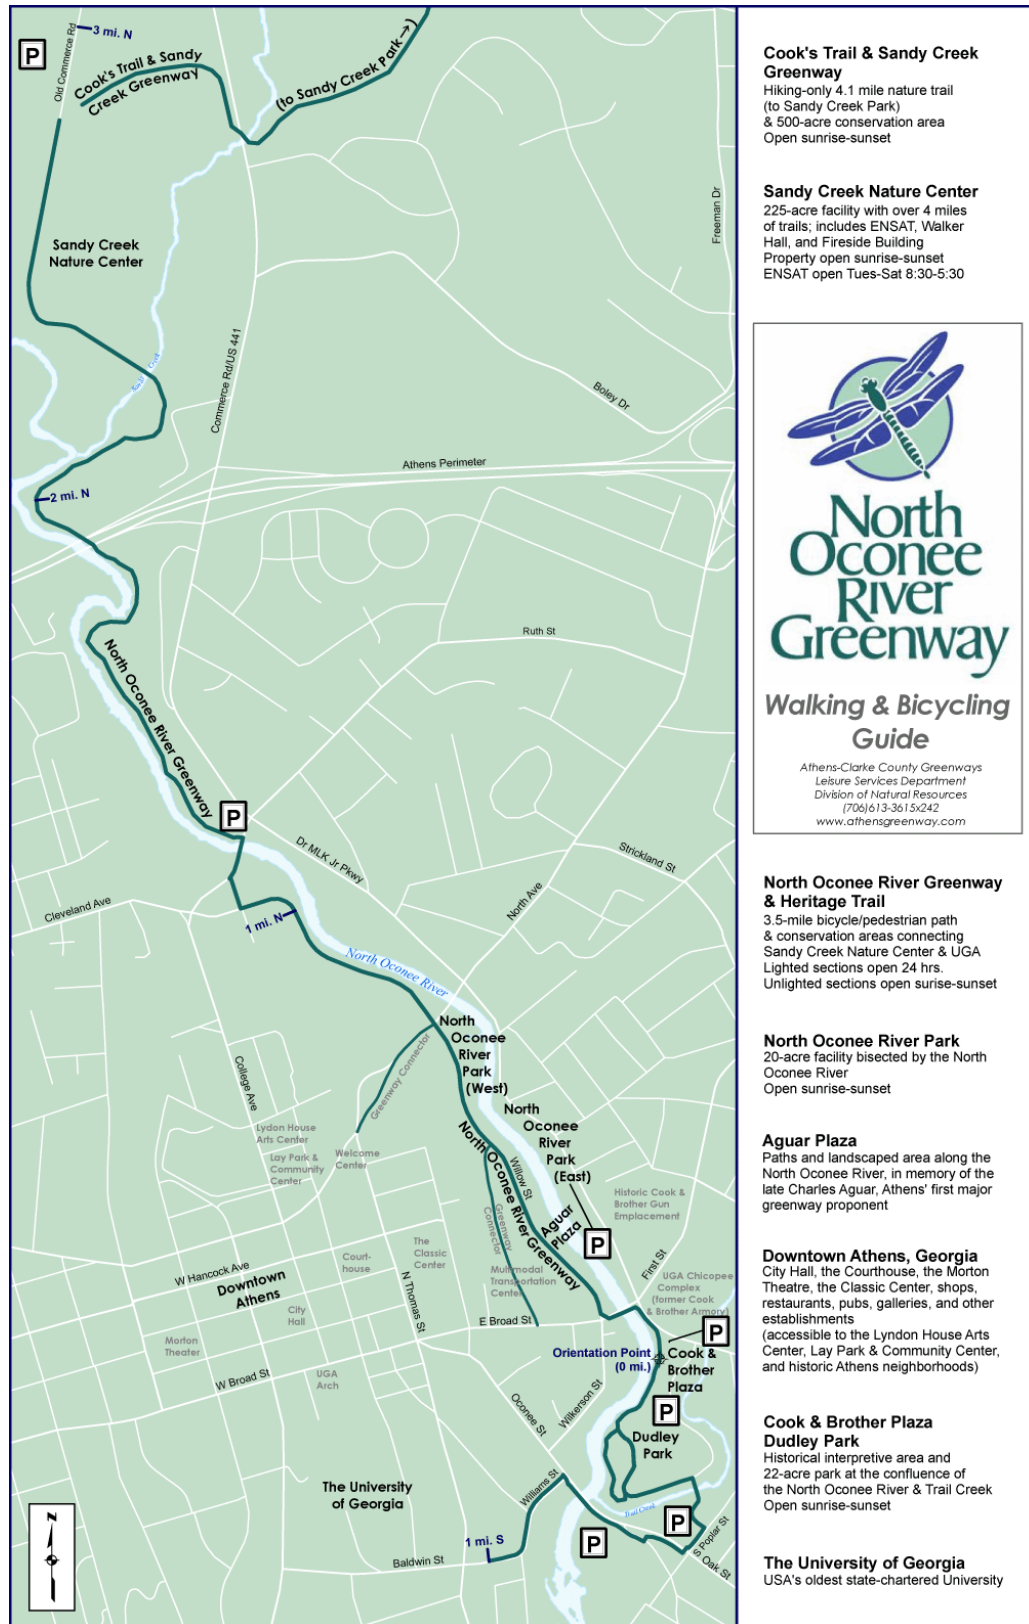 3 mi. N
P
Old Commerce Rd
Cook's Trail & Sandy
Creek Greenway
(to Sandy Creek Park →)
Freeman Dr
Sandy Creek
Nature Center
Sandy Creek
Commerce Rd/US 441
Boley Dr
Athens Perimeter
2 mi. N
Ruth St
North Oconee River Greenway
P
Dr MLK Jr Pkwy
Strickland St
Cleveland Ave
North Ave
1 mi. N
North Oconee River
North
Oconee
River
Park
(West)
Greenway Connector
College Ave
North
Oconee
River
Park
(East)
Lydon House
Arts Center
Lay Park &
Community
Center
Welcome
Center
North Oconee River Greenway
Willow St
Historic Cook &
Brother Gun
Emplacement
Greenway
Connector
Aguar
Plaza
P
The
Classic
Center
Court-
house
Multimodal
Transportation
Center
First St
UGA Chicopee
Complex
(former Cook
& Brother Armory)
W Hancock Ave
Downtown
Athens
N Thomas St
City
Hall
E Broad St
Morton
Theater
P
Orientation Point
(0 mi.)
Cook &
Brother
Plaza
W Broad St
UGA
Arch
Oconee St
Wilkerson St
P
Dudley
Park
The University
of Georgia
Williams St
Trail Creek
P
P
S Poplar St
S Oak St
1 mi. S
Baldwin St
N
Cook's Trail & Sandy Creek
Greenway
Hiking-only 4.1 mile nature trail
(to Sandy Creek Park)
& 500-acre conservation area
Open sunrise-sunset
Sandy Creek Nature Center
225-acre facility with over 4 miles
of trails; includes ENSAT, Walker
Hall, and Fireside Building
Property open sunrise-sunset
ENSAT open Tues-Sat 8:30-5:30
North
Oconee
River
Greenway
Walking & Bicycling
Guide
Athens-Clarke County Greenways
Leisure Services Department
Division of Natural Resources
(706)613-3615x242
www.athensgreenway.com
North Oconee River Greenway
& Heritage Trail
3.5-mile bicycle/pedestrian path
& conservation areas connecting
Sandy Creek Nature Center & UGA
Lighted sections open 24 hrs.
Unlighted sections open surise-sunset
North Oconee River Park
20-acre facility bisected by the North
Oconee River
Open sunrise-sunset
Aguar Plaza
Paths and landscaped area along the
North Oconee River, in memory of the
late Charles Aguar, Athens' first major
greenway proponent
Downtown Athens, Georgia
City Hall, the Courthouse, the Morton
Theatre, the Classic Center, shops,
restaurants, pubs, galleries, and other
establishments
(accessible to the Lyndon House Arts
Center, Lay Park & Community Center,
and historic Athens neighborhoods)
Cook & Brother Plaza
Dudley Park
Historical interpretive area and
22-acre park at the confluence of
the North Oconee River & Trail Creek
Open sunrise-sunset
The University of Georgia
USA's oldest state-chartered University